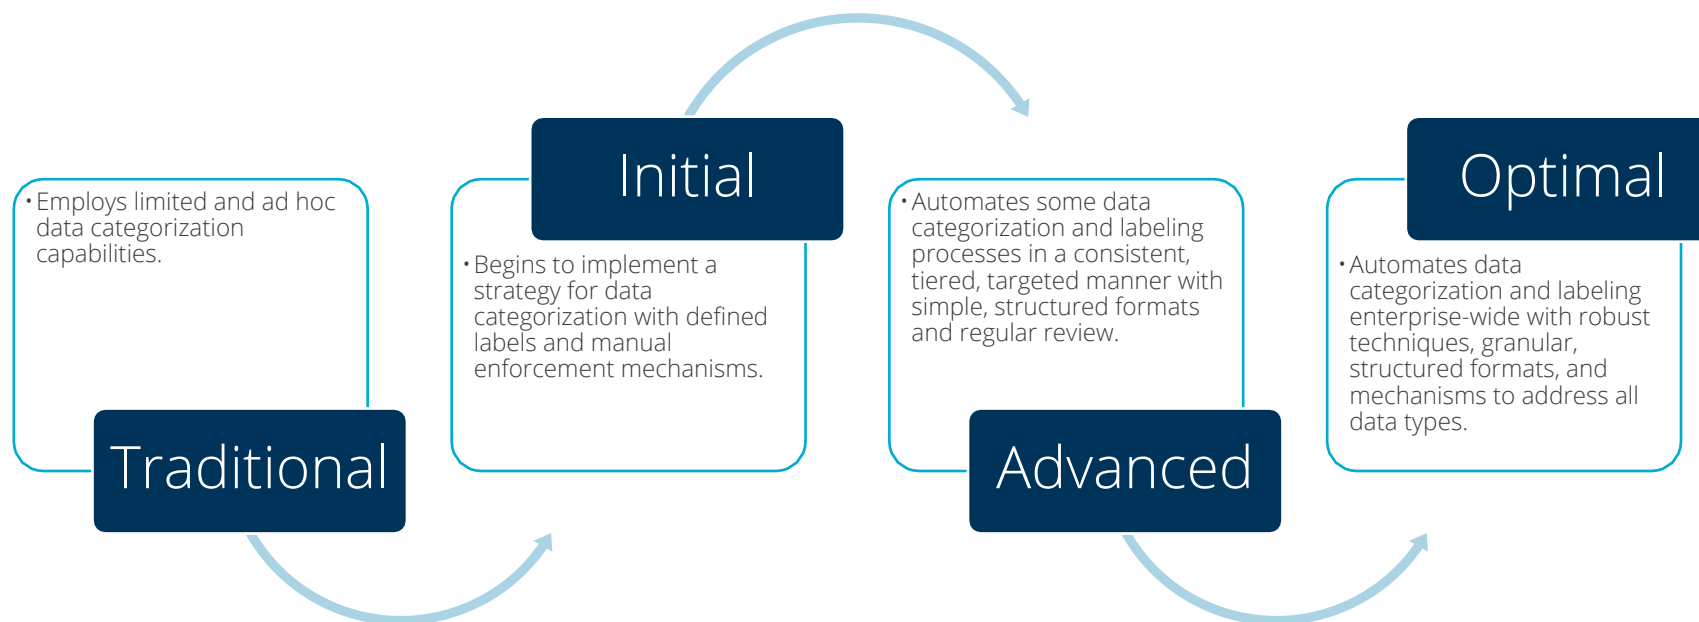 • Employs limited and ad hoc
data categorization
capabilities.
Traditional
Initial
• Begins to implement a
strategy for data
categorization with defined
labels and manual
enforcement mechanisms.
• Automates some data
categorization and labeling
processes in a consistent,
tiered, targeted manner with
simple, structured formats
and regular review.
Advanced
Optimal
• Automates data
categorization and labeling
enterprise-wide with robust
techniques, granular,
structured formats, and
mechanisms to address all
data types.